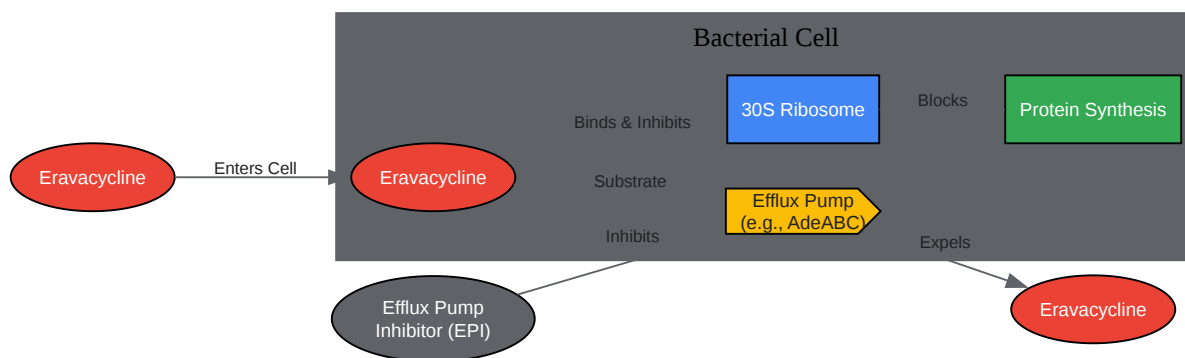 Bacterial Cell
30S Ribosome
Blocks
Protein Synthesis
Binds & Inhibits
Eravacycline
Enters Cell
Eravacycline
Substrate
Efflux Pump
(e.g., AdeABC)
Inhibits
Expels
Efflux Pump
Inhibitor (EPI)
Eravacycline